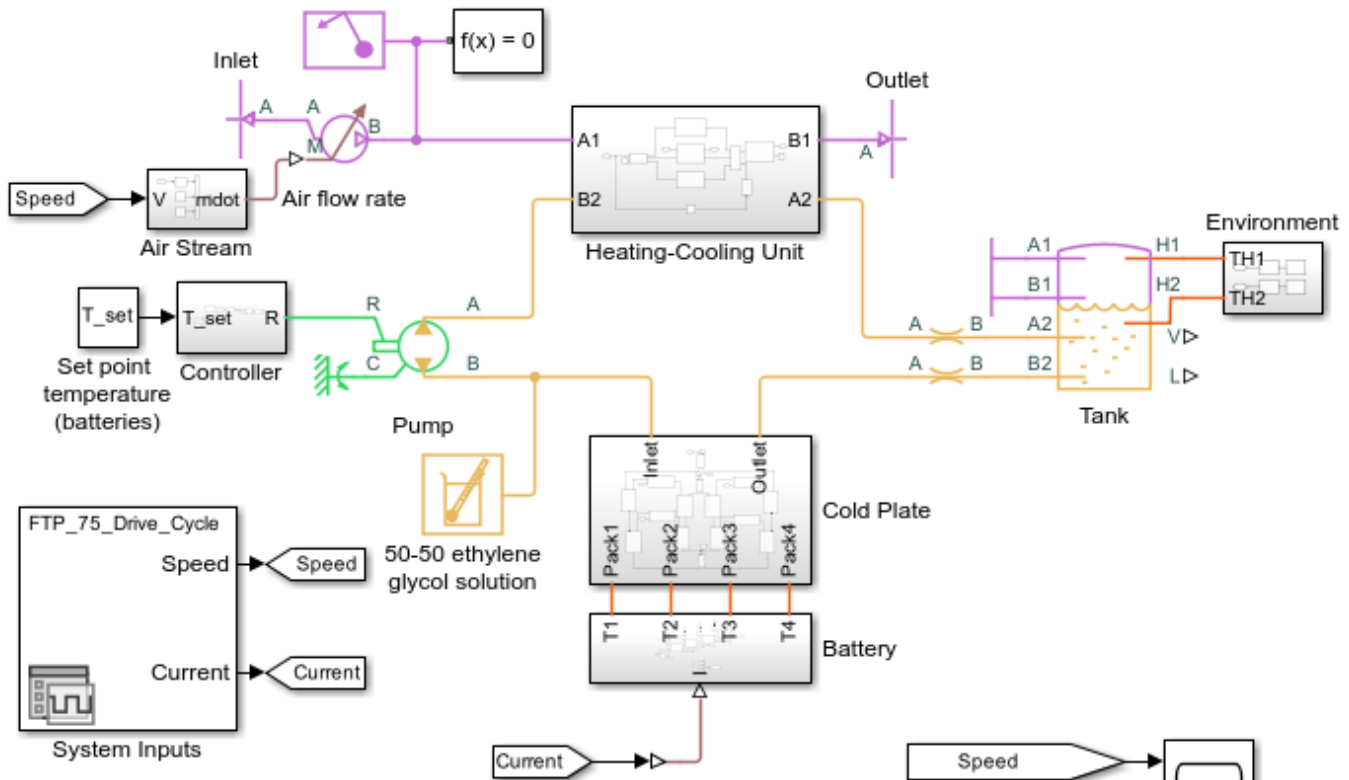 f(x) = 0
Inlet
Outlet
A
A
B
M
A1
B1
A
B2
A2
Heating-Cooling Unit
Speed
V
mdot
Air flow rate
Air Stream
Environment
A1
H1
TH1
B1
H2
TH2
A
B
A2
V
A
B
B2
L
Tank
T_set
T_set
R
R
A
C
B
Set point
temperature
(batteries)
Controller
Pump
50-50 ethylene
glycol solution
Inlet
Outlet
Pack1
Pack2
Pack3
Pack4
Cold Plate
T1
T2
T3
T4
I
Battery
FTP_75_Drive_Cycle
Speed
Speed
Current
Current
System Inputs
Current
Speed